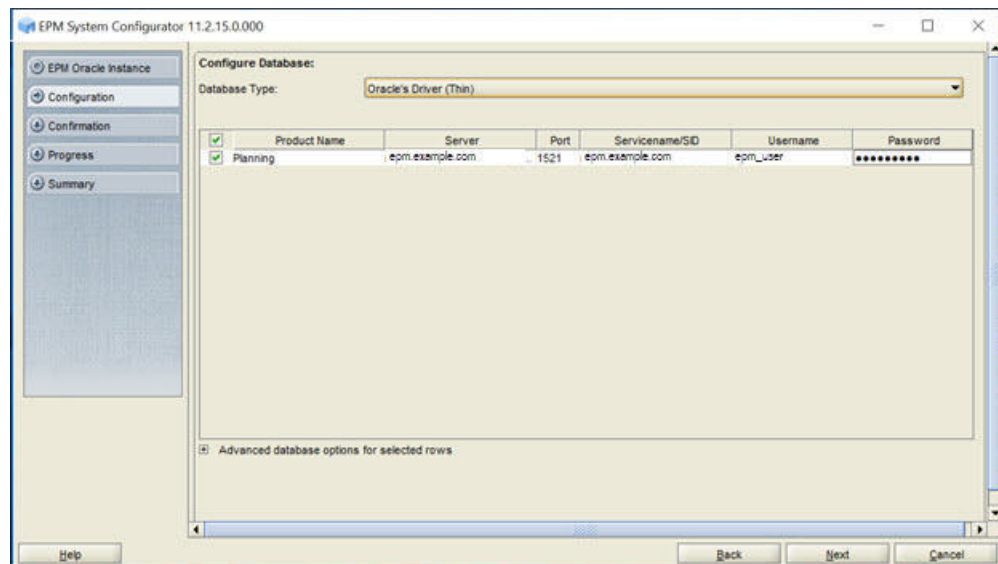 EPM System Configurator 11.2.15.0.000
EPM Oracle Instance
Configuration
Confirmation
Progress
Summary
Configure Database:
Database Type: Oracle's Driver (Thin)
Product Name Server Port Servicename/SID Username Password
Planning epm.example.com 1521 epm.example.com epm_user •••••••••
Advanced database options for selected rows
Help Back Next Cancel